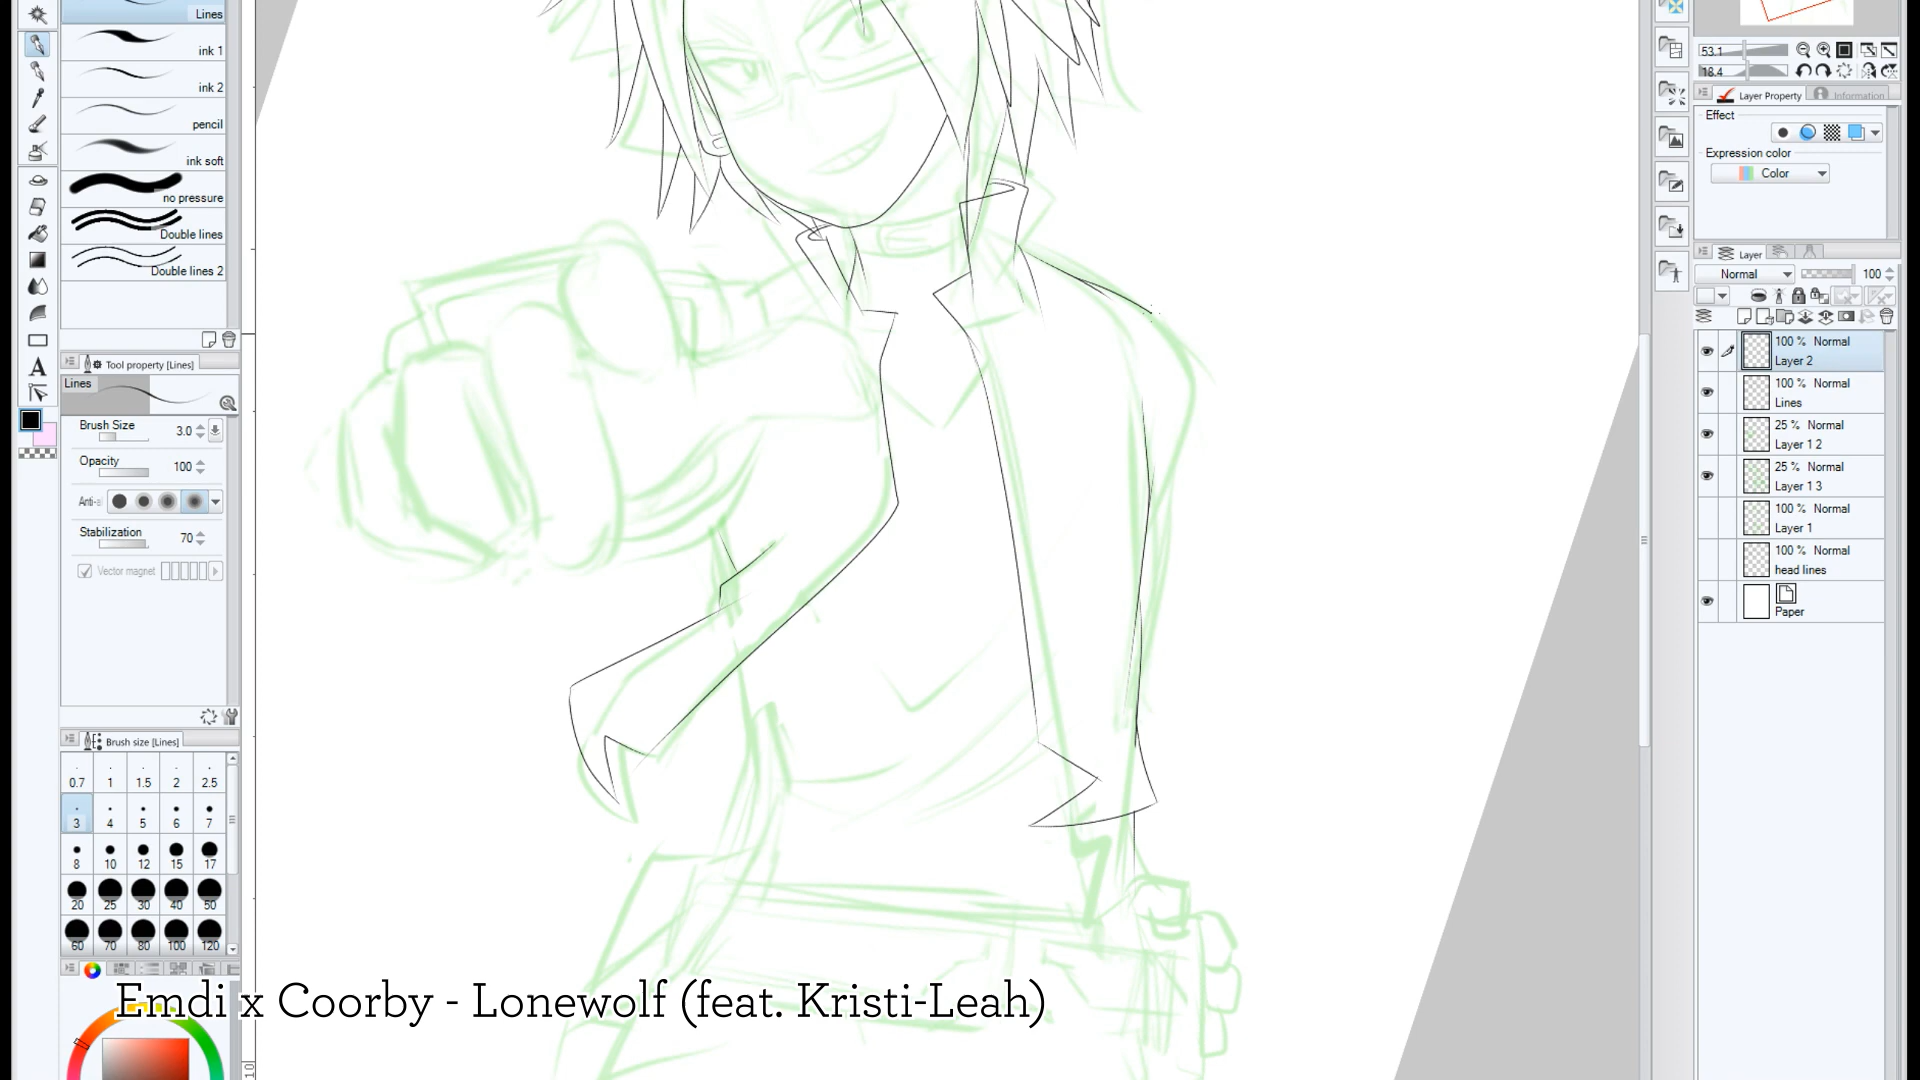 Lines
ink 1
ink 2
pencil
ink soft
no pressure
Double lines
Double lines 2
Tool property [Lines]
Lines
Brush Size 3.0
Opacity 100
Stabilization 70
Vector magnet
Brush size [Lines]
0.7 1 1.5 2 2.5
3 4 5 6 7
8 10 12 15 17
20 25 30 40 50
60 70 80 100 120
Emdi x Coorby - Lonewolf (feat. Kristi-Leah)
53.1
18.4
Layer Property Information
Effect
Expression color
Color
Layer
Normal 100
100 % Normal
Layer 2
100 % Normal
Lines
25 % Normal
Layer 1 2
25 % Normal
Layer 1 3
100 % Normal
Layer 1
100 % Normal
head lines
Paper